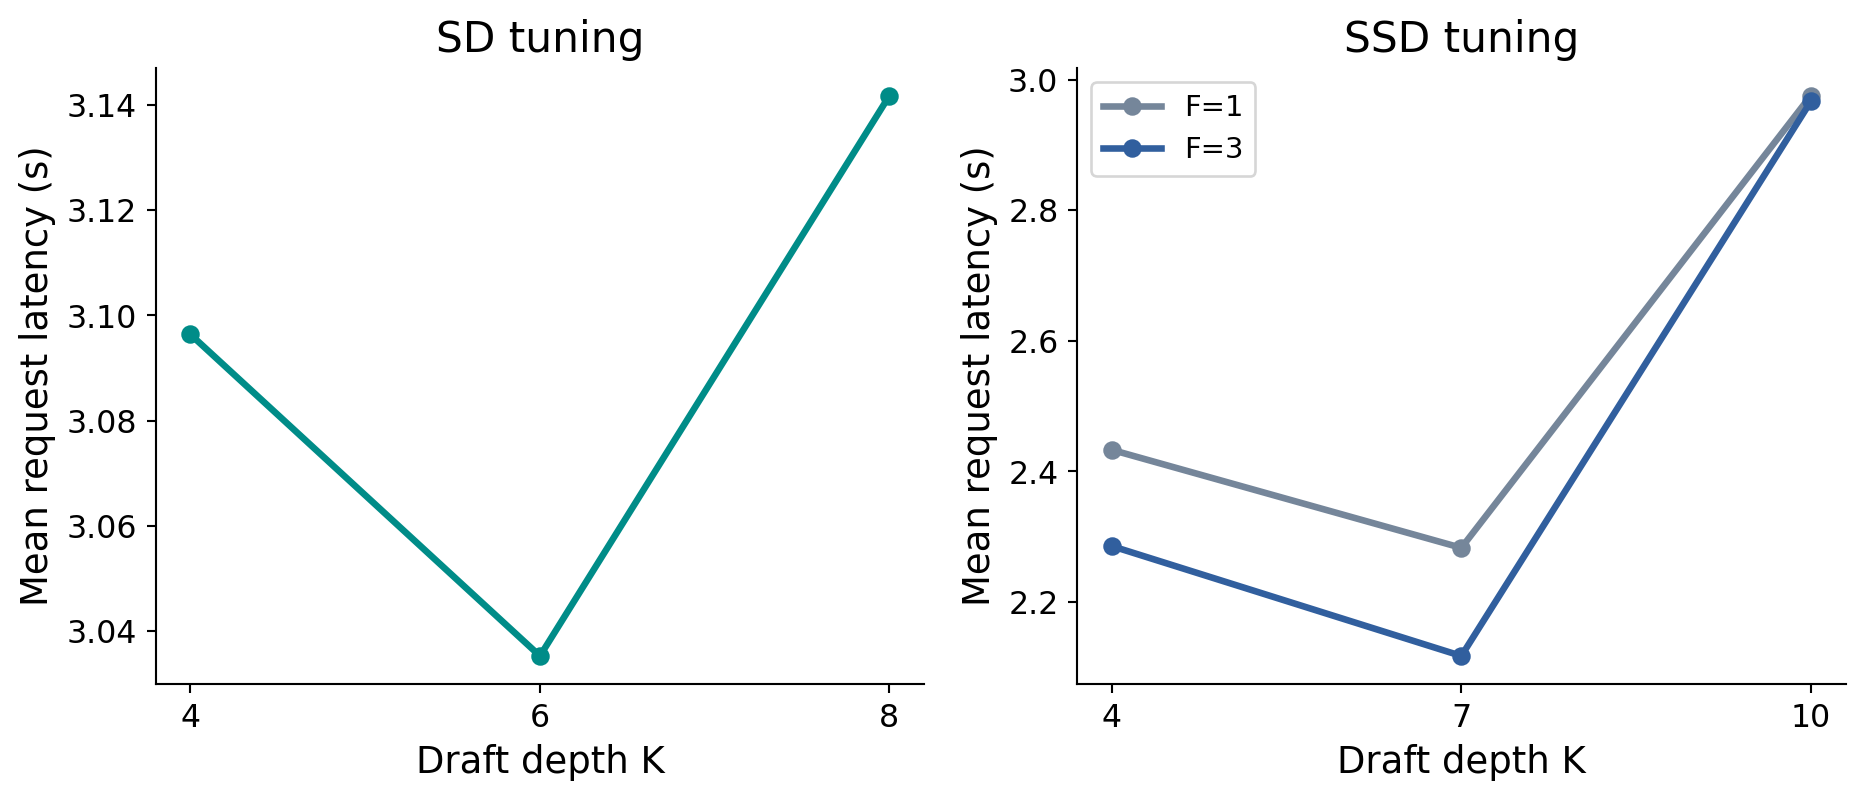 SD tuning
Mean request latency (s)
3.14
3.12
3.10
3.08
3.06
3.04
4 6 8
Draft depth K
SSD tuning
F=1
F=3
Mean request latency (s)
3.0
2.8
2.6
2.4
2.2
4 7 10
Draft depth K